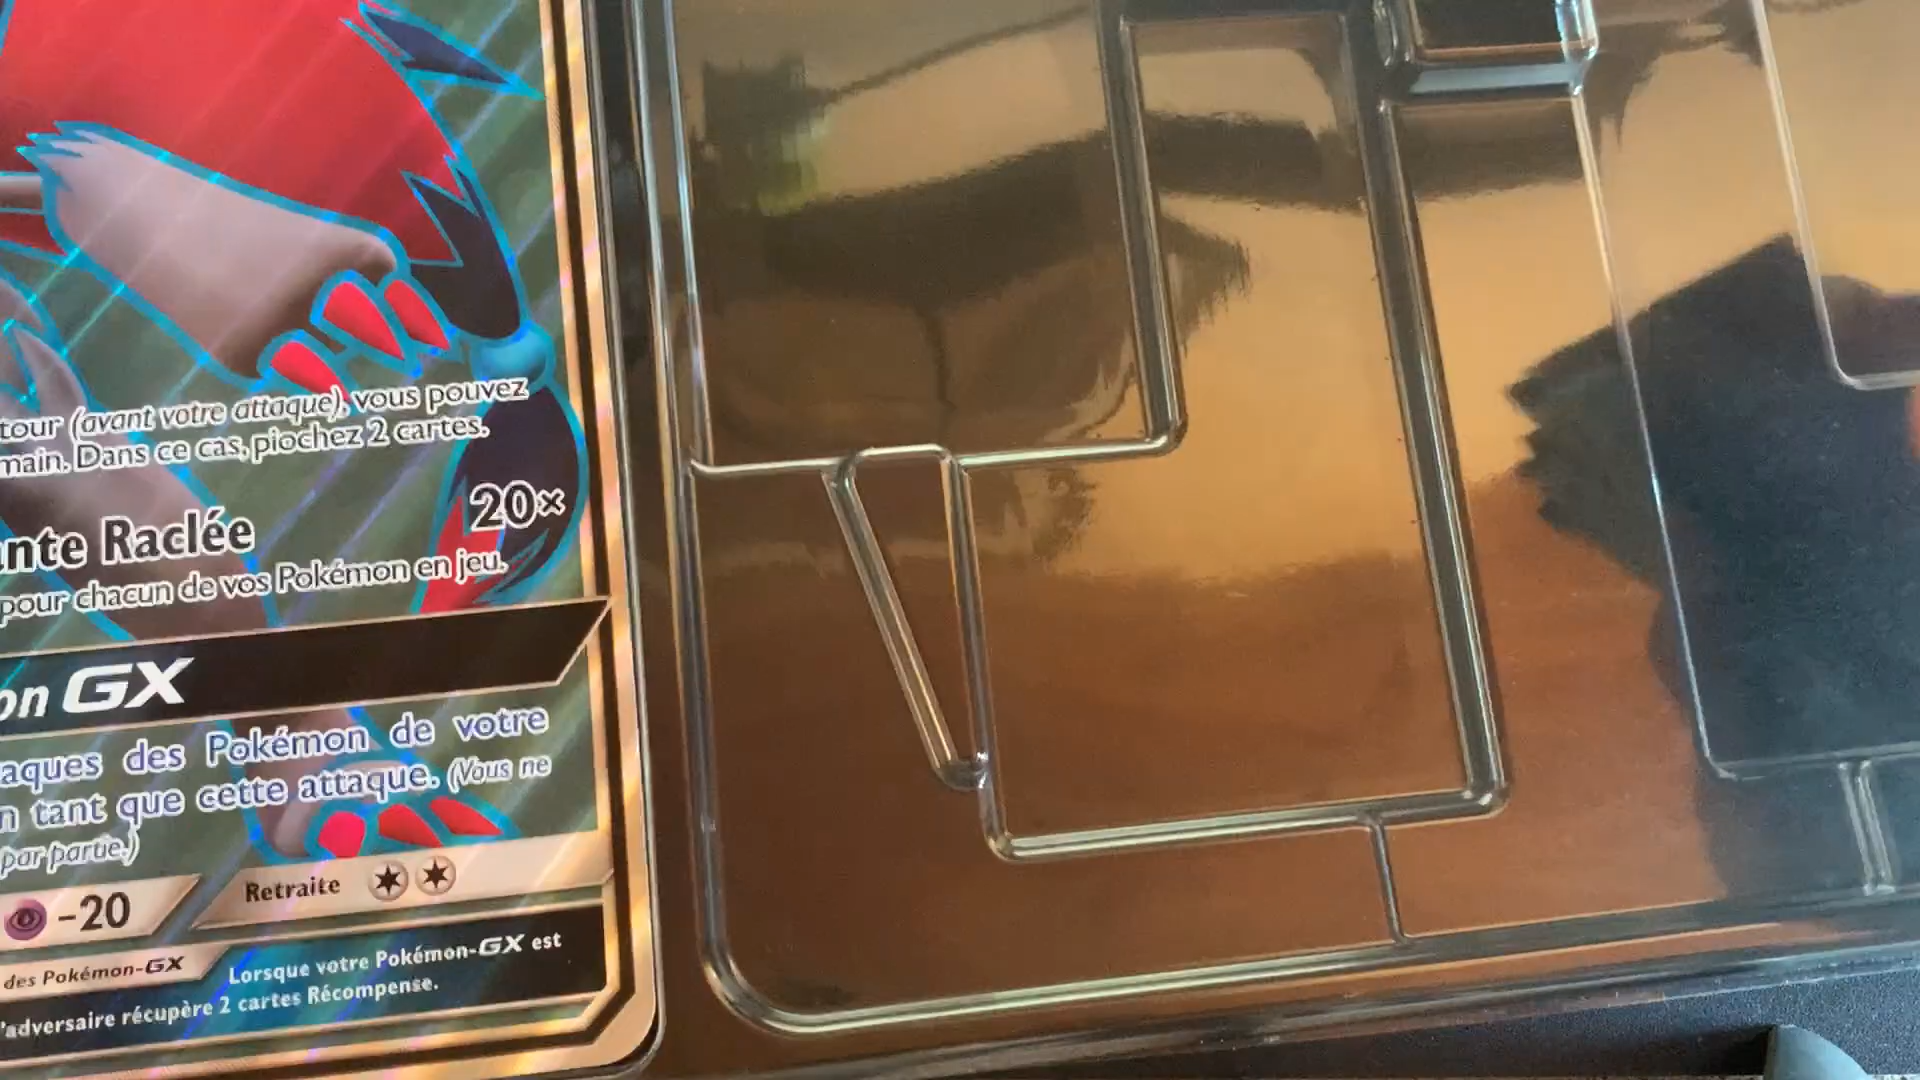 tour (avant votre attaque), vous pouvez
main. Dans ce cas, piochez 2 cartes.
20×
nte Raclée
pour chacun de vos Pokémon en jeu.
on GX
aques des Pokémon de votre
n tant que cette attaque. (Vous ne
par partie.)
-20
Retraite
des Pokémon-GX
Lorsque votre Pokémon-GX est
'adversaire récupère 2 cartes Récompense.